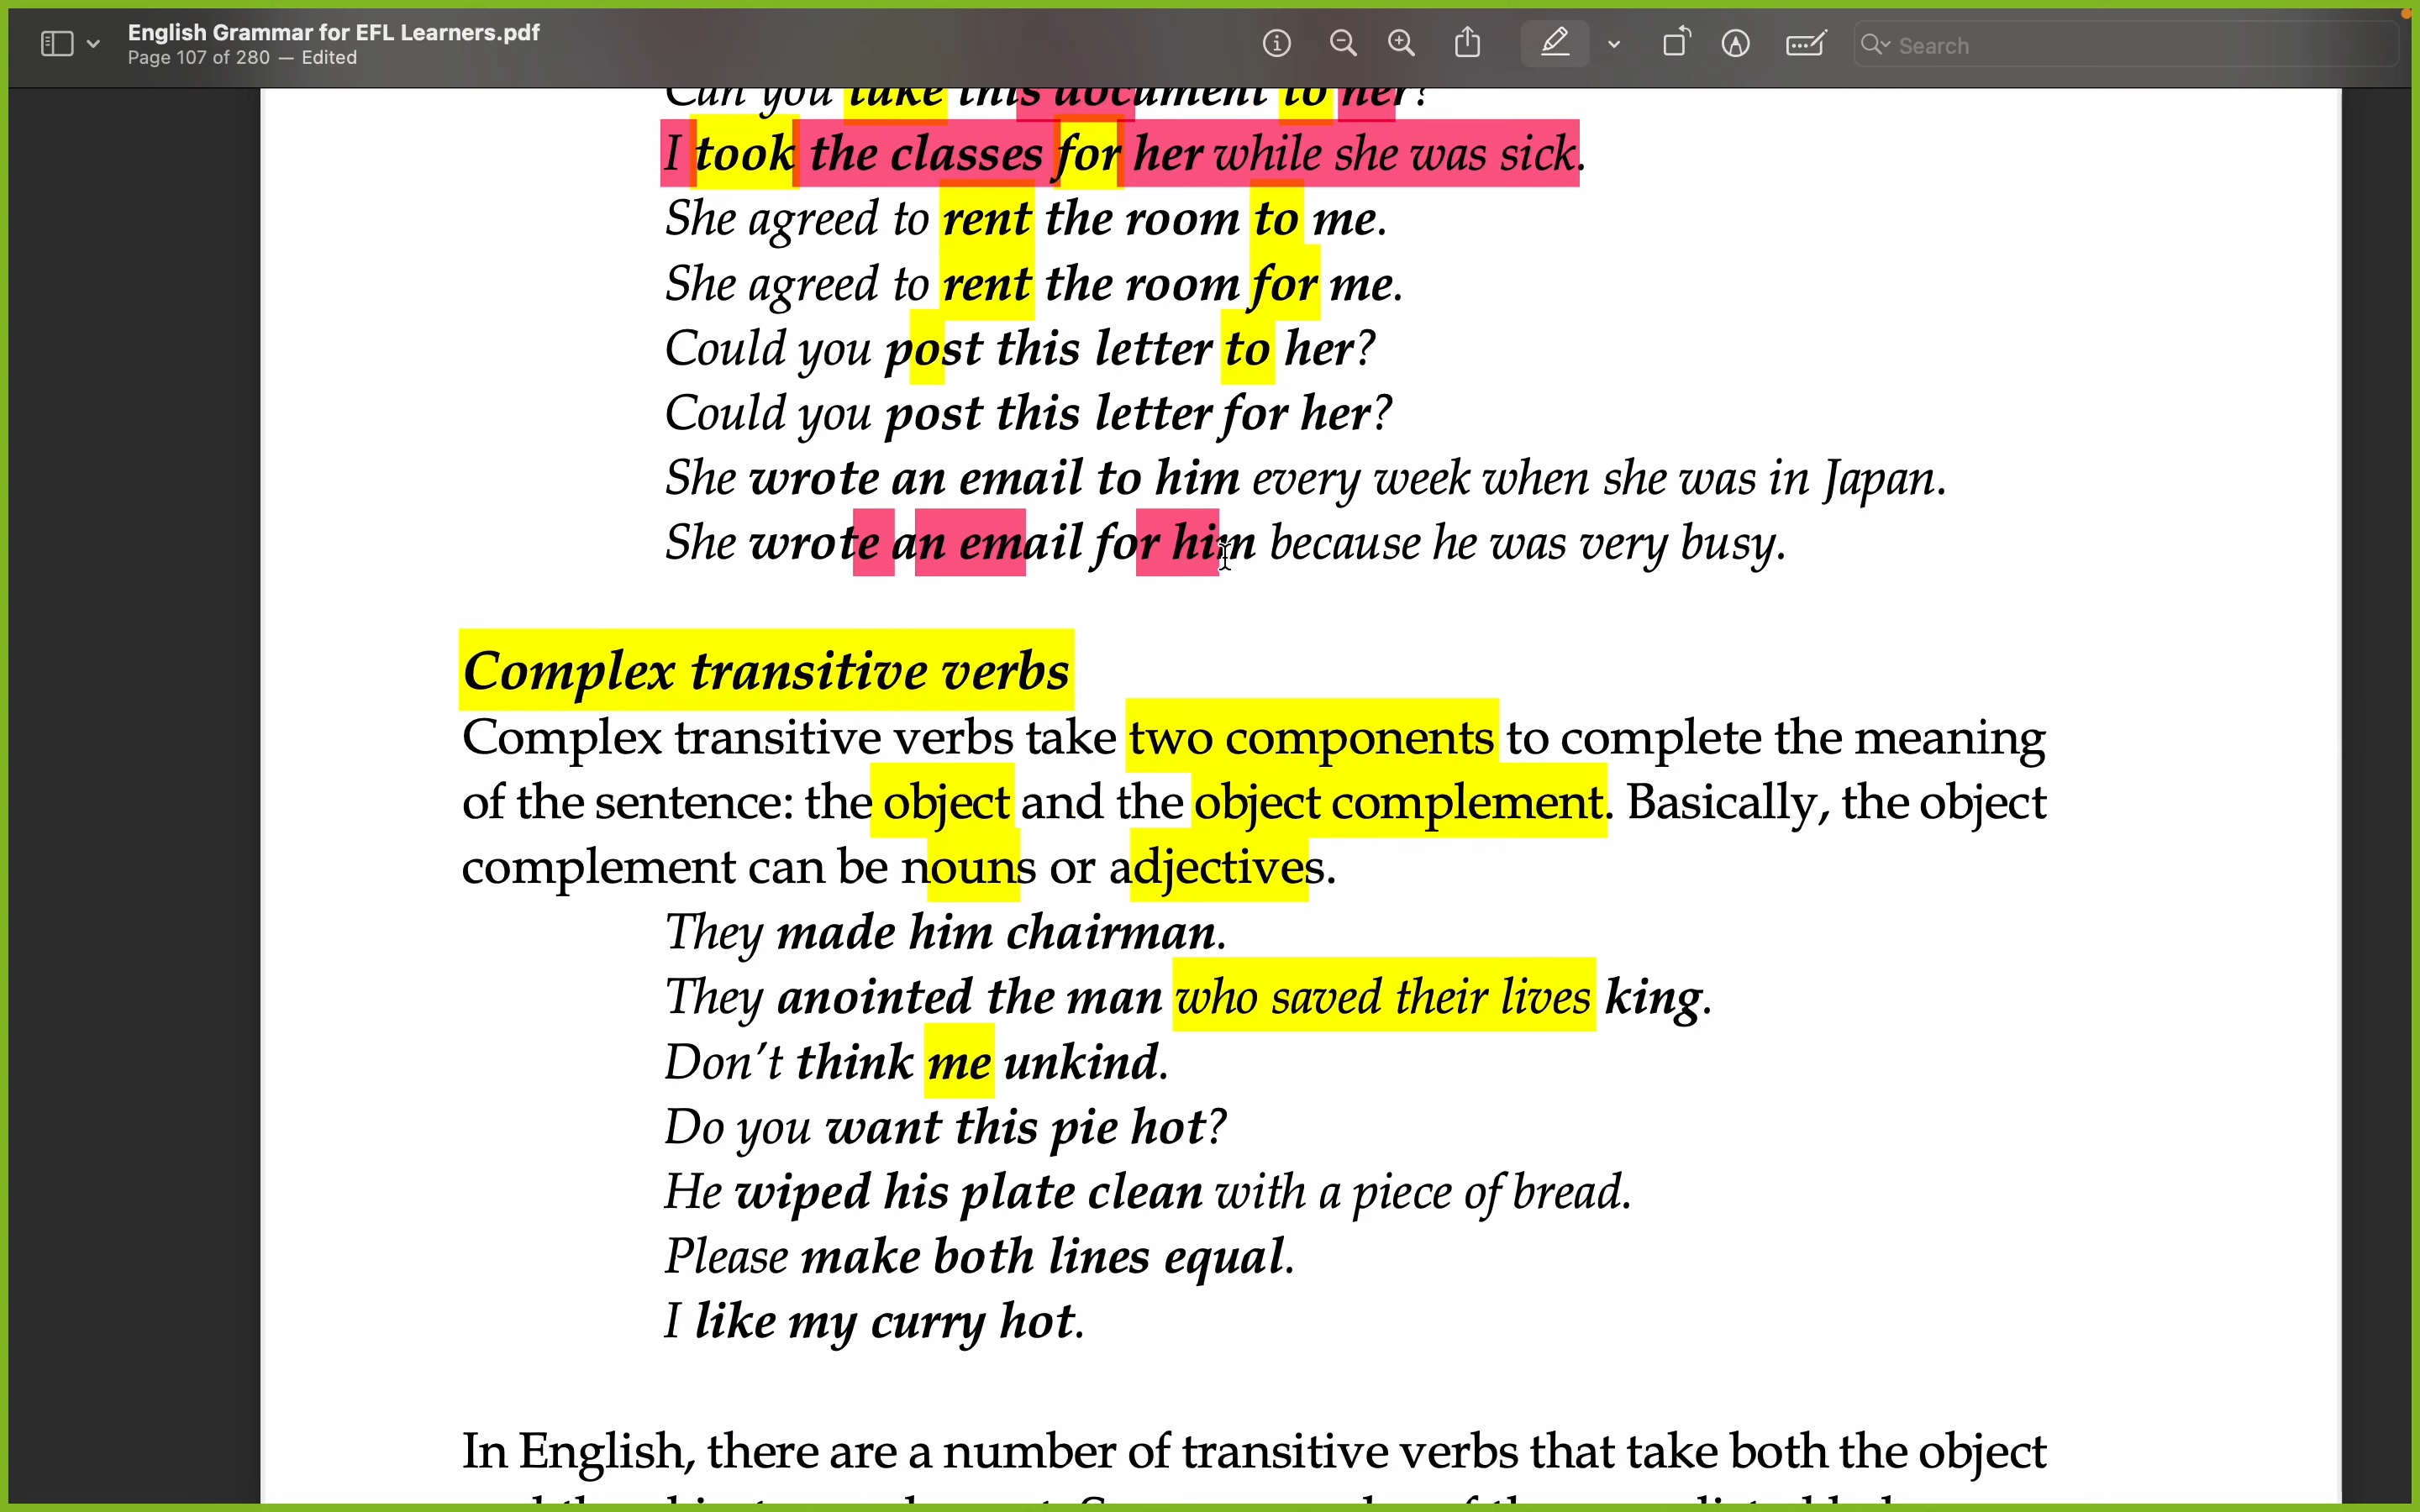 English Grammar for EFL Learners.pdf
Page 107 of 280 — Edited
Search
Can you take this document to her?
I took the classes for her while she was sick.
She agreed to rent the room to me.
She agreed to rent the room for me.
Could you post this letter to her?
Could you post this letter for her?
She wrote an email to him every week when she was in Japan.
She wrote an email for him because he was very busy.
Complex transitive verbs
Complex transitive verbs take two components to complete the meaning
of the sentence: the object and the object complement. Basically, the object
complement can be nouns or adjectives.
They made him chairman.
They anointed the man who saved their lives king.
Don’t think me unkind.
Do you want this pie hot?
He wiped his plate clean with a piece of bread.
Please make both lines equal.
I like my curry hot.
In English, there are a number of transitive verbs that take both the object